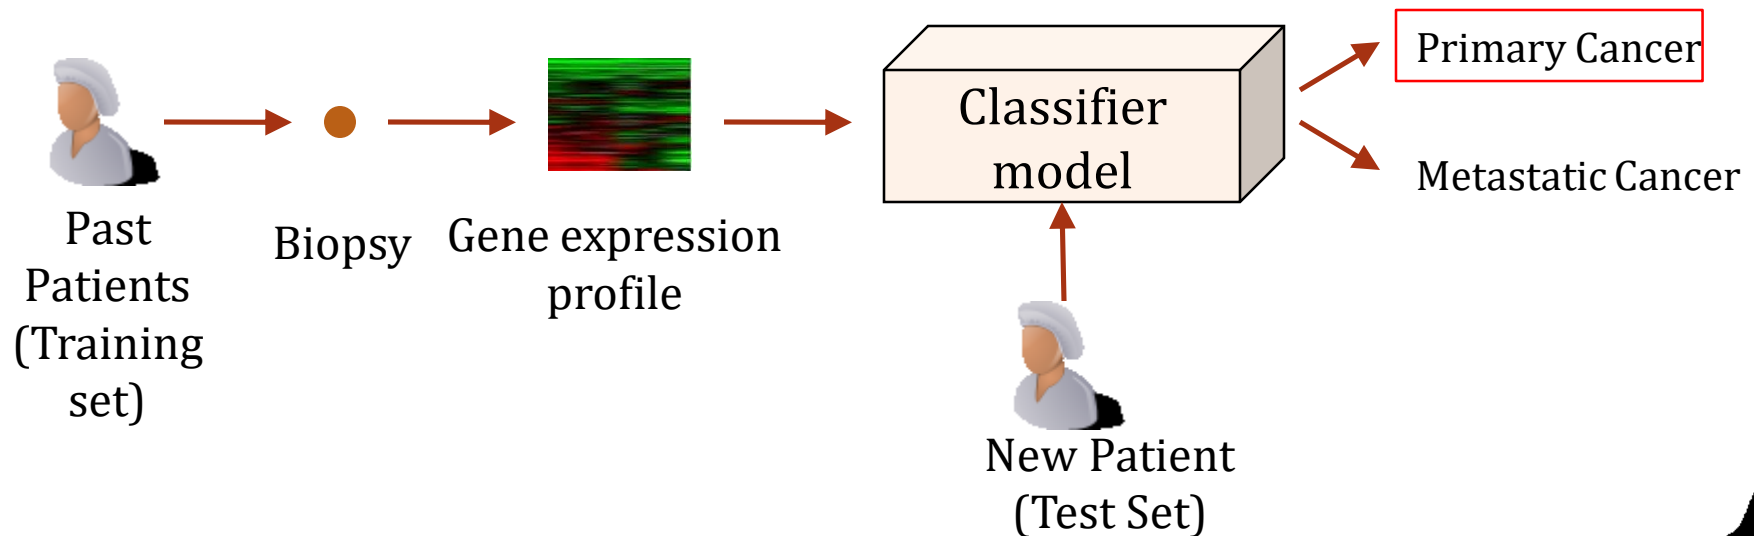 Past
Patients
(Training
set)
Biopsy
Gene expression
profile
Classifier
model
Primary Cancer
Metastatic Cancer
New Patient
(Test Set)